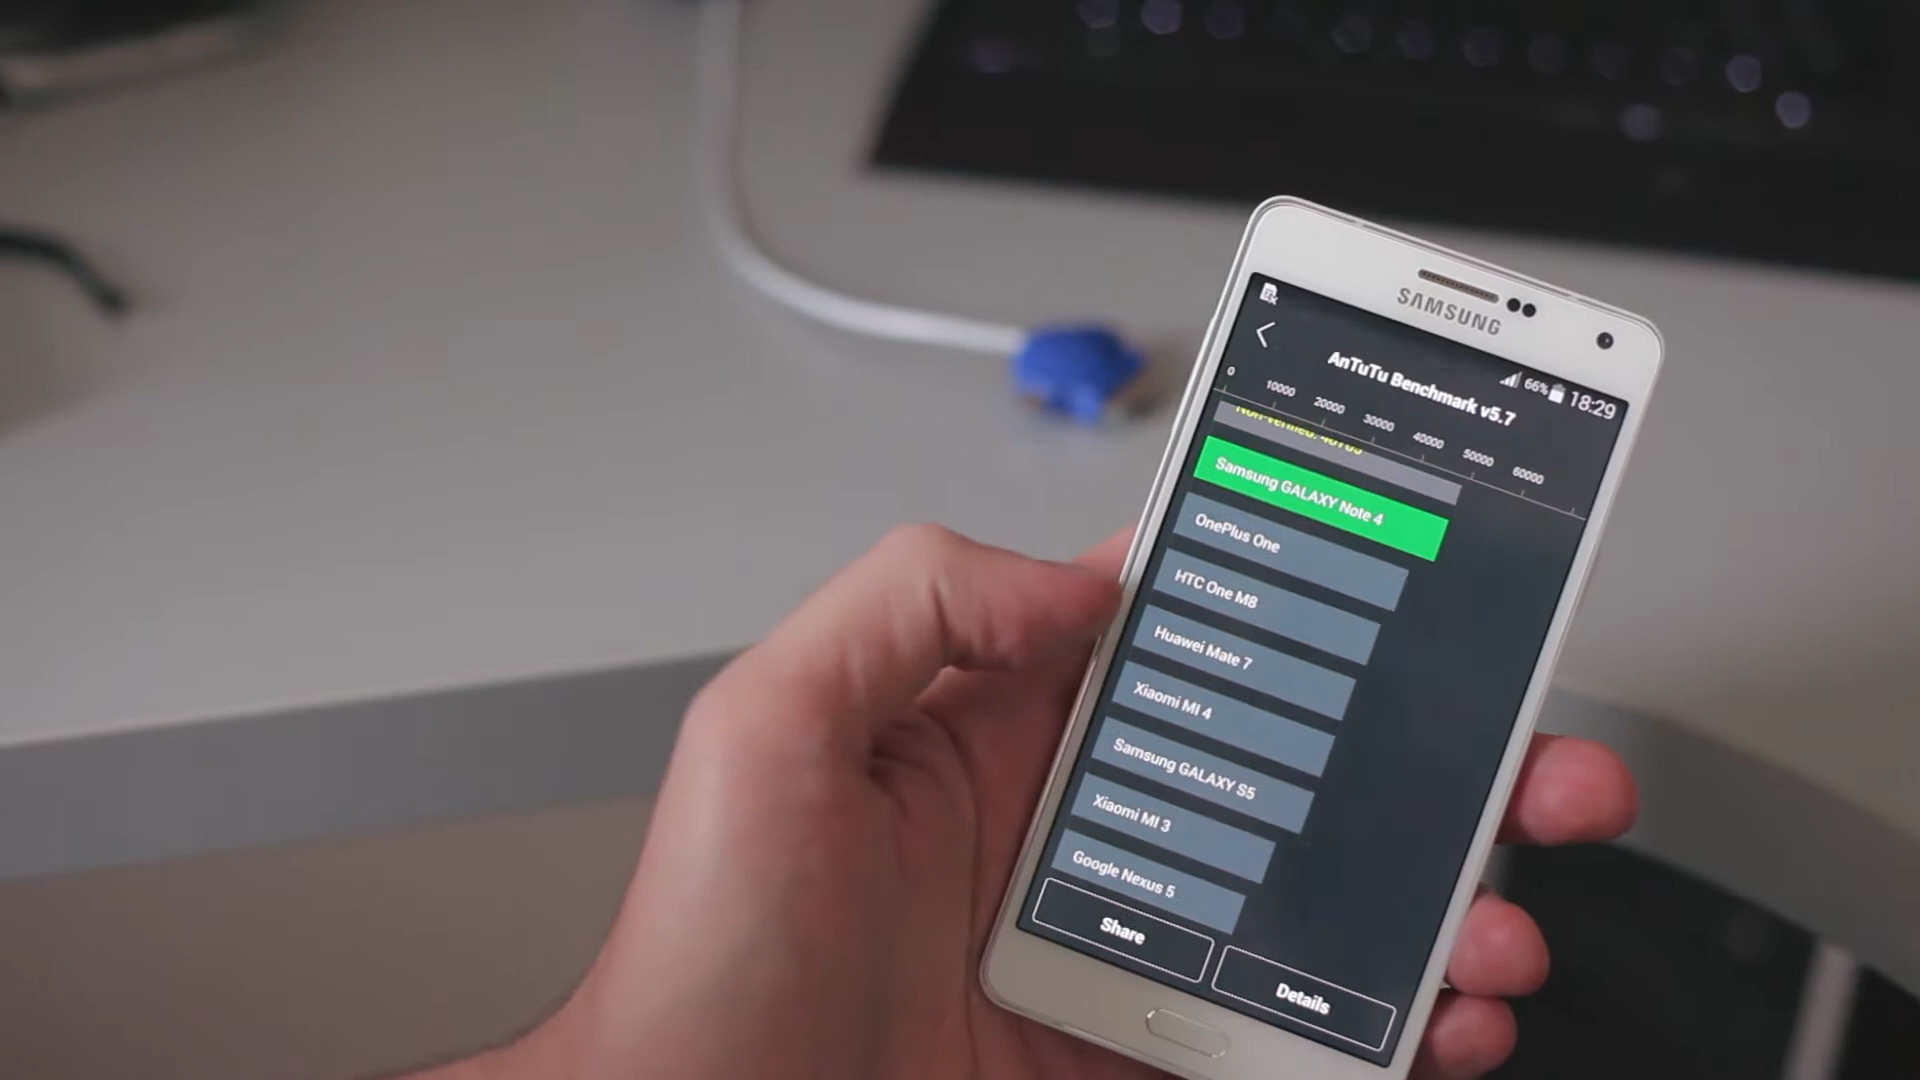 SAMSUNG
66% 18:29
AnTuTu Benchmark v5.7
0 10000 20000 30000 40000 50000 60000
Non-verified:
Samsung GALAXY Note 4
OnePlus One
HTC One M8
Huawei Mate 7
Xiaomi MI 4
Samsung GALAXY S5
Xiaomi MI 3
Google Nexus 5
Share
Details